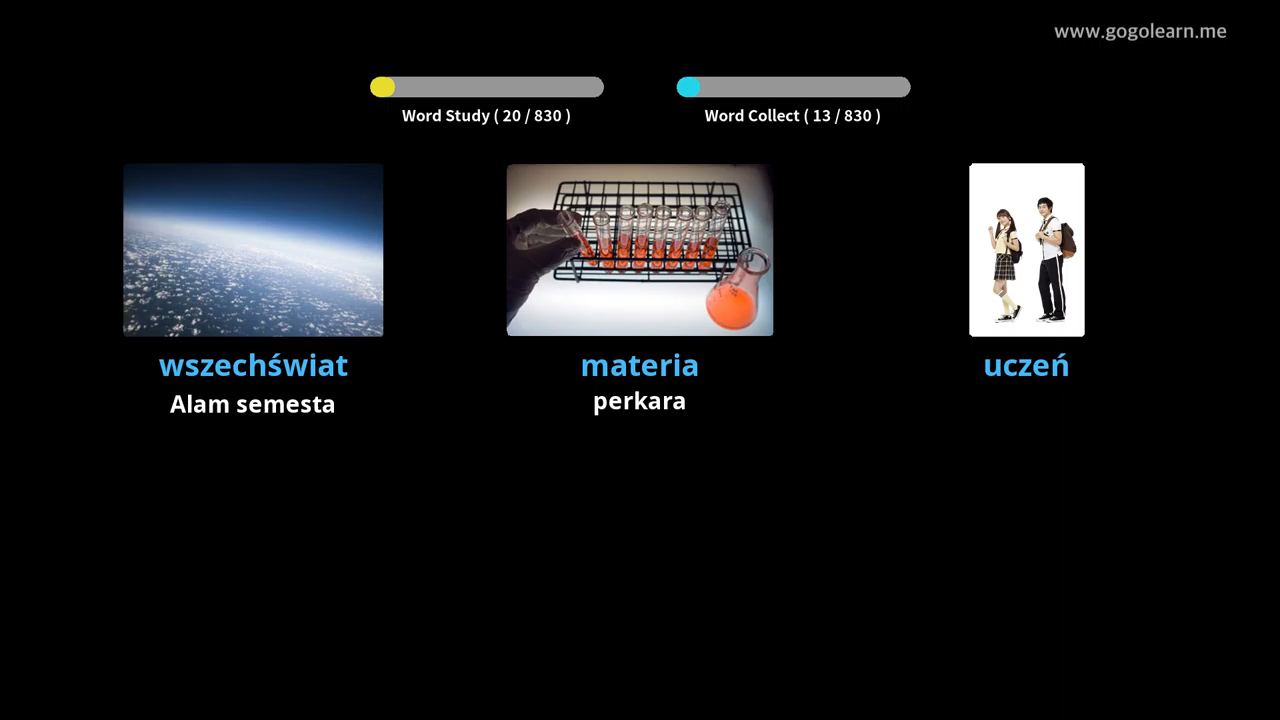 www.gogolearn.me
Word Study ( 20 / 830 )
Word Collect ( 13 / 830 )
wszechświat
materia
uczeń
Alam semesta
perkara